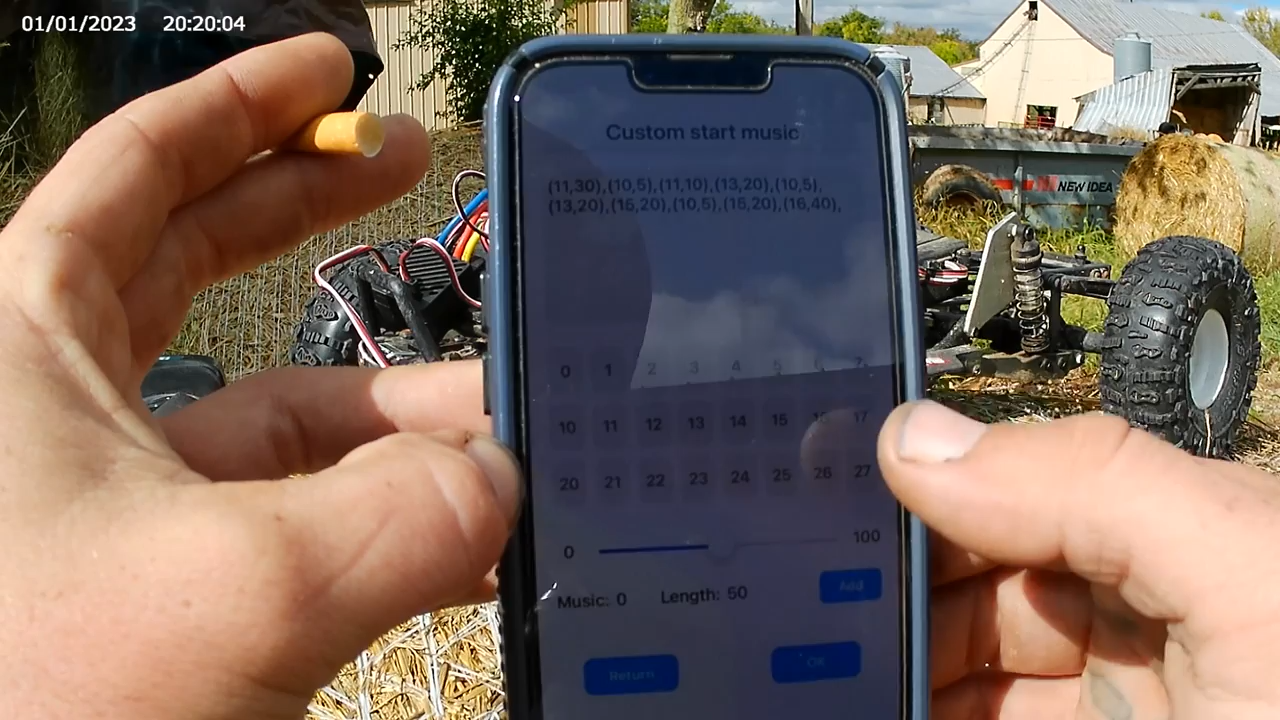 01/01/2023 20:20:04
NEW IDEA
Custom start music
(11,30),(10,5),(11,10),(13,20),(10,5),
(13,20),(15,20),(10,5),(15,20),(16,40),
0 1 2 3 4 5 6 7
10 11 12 13 14 15 16 17
20 21 22 23 24 25 26 27
0 100
Music: 0 Length: 50 Add
Return OK